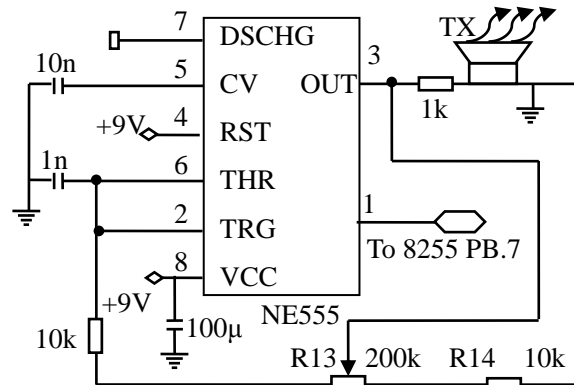 7
DSCHG
TX
3
10n
5
CV
OUT
1k
+9V
4
RST
1n
6
THR
2
TRG
1
To 8255 PB.7
8
VCC
+9V
NE555
10k
100μ
R13
200k
R14
10k